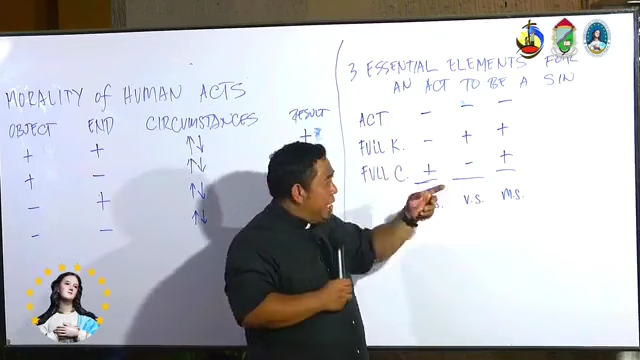 MORALITY of HUMAN ACTS
OBJECT END CIRCUMSTANCES RESULT
+ + ↑↓ +
+ - ↑↓
- + ↑↓
- - ↑↓
3 ESSENTIAL ELEMENTS FOR
AN ACT TO BE A SIN
ACT - - -
FULL K. - + +
FULL C. + - +
S. V.S. M.S.